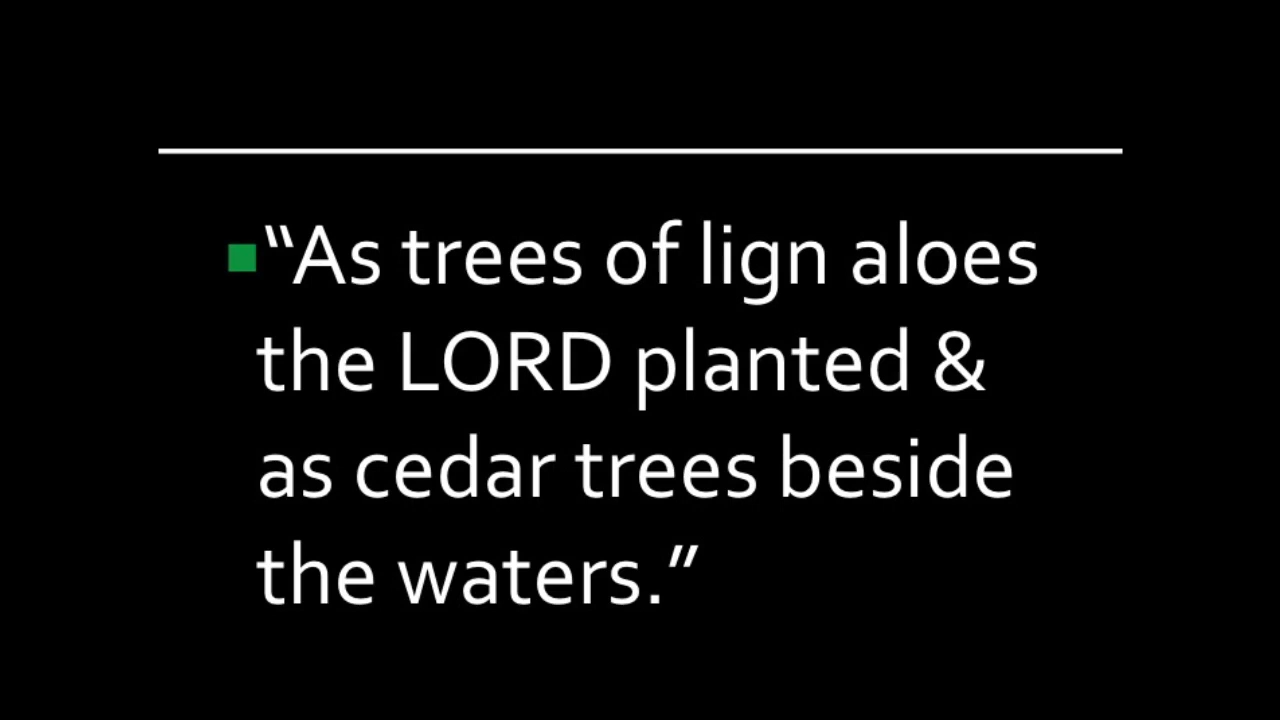 “As trees of lign aloes
the LORD planted &
as cedar trees beside
the waters.”